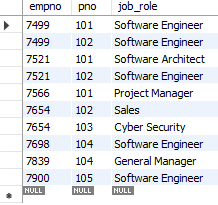 empno pno job_role
7499 101 Software Engineer
7499 102 Software Engineer
7521 101 Software Architect
7521 102 Software Engineer
7566 101 Project Manager
7654 102 Sales
7654 103 Cyber Security
7698 104 Software Engineer
7839 104 General Manager
7900 105 Software Engineer
NULL NULL NULL